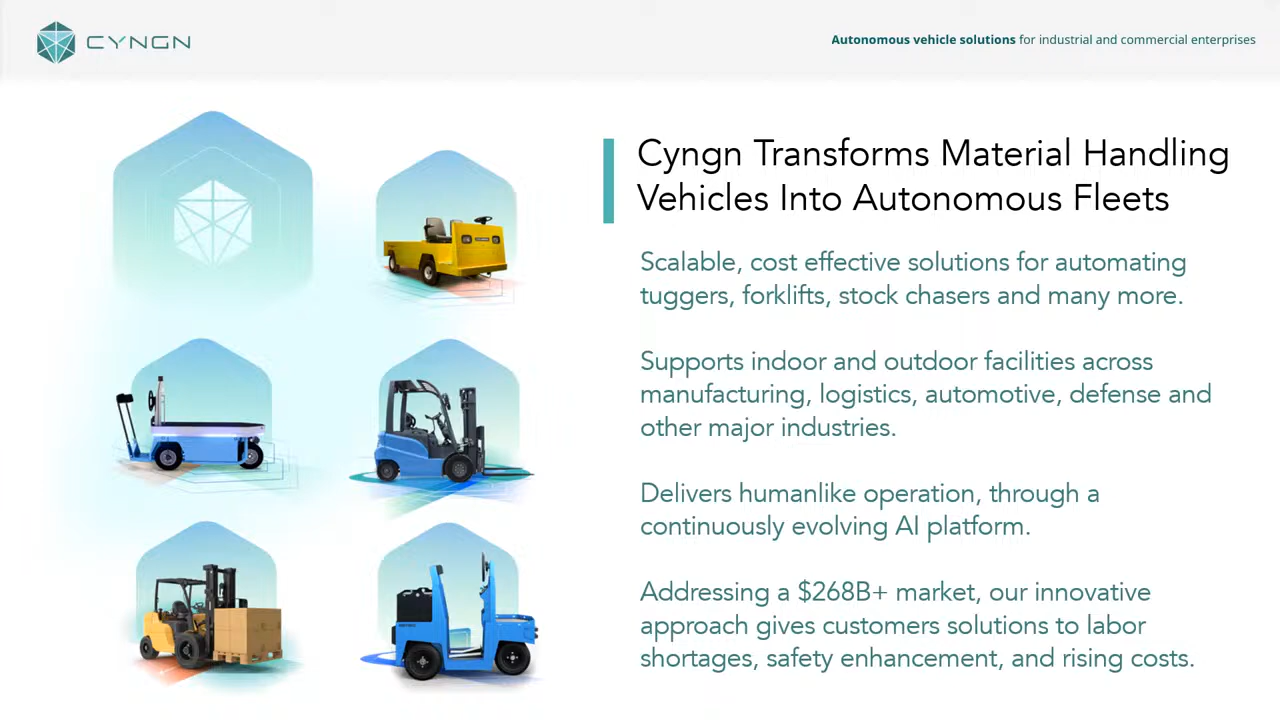 CYNGN
Autonomous vehicle solutions for industrial and commercial enterprises
Cyngn Transforms Material Handling
Vehicles Into Autonomous Fleets
Scalable, cost effective solutions for automating
tuggers, forklifts, stock chasers and many more.
Supports indoor and outdoor facilities across
manufacturing, logistics, automotive, defense and
other major industries.
Delivers humanlike operation, through a
continuously evolving AI platform.
Addressing a $268B+ market, our innovative
approach gives customers solutions to labor
shortages, safety enhancement, and rising costs.